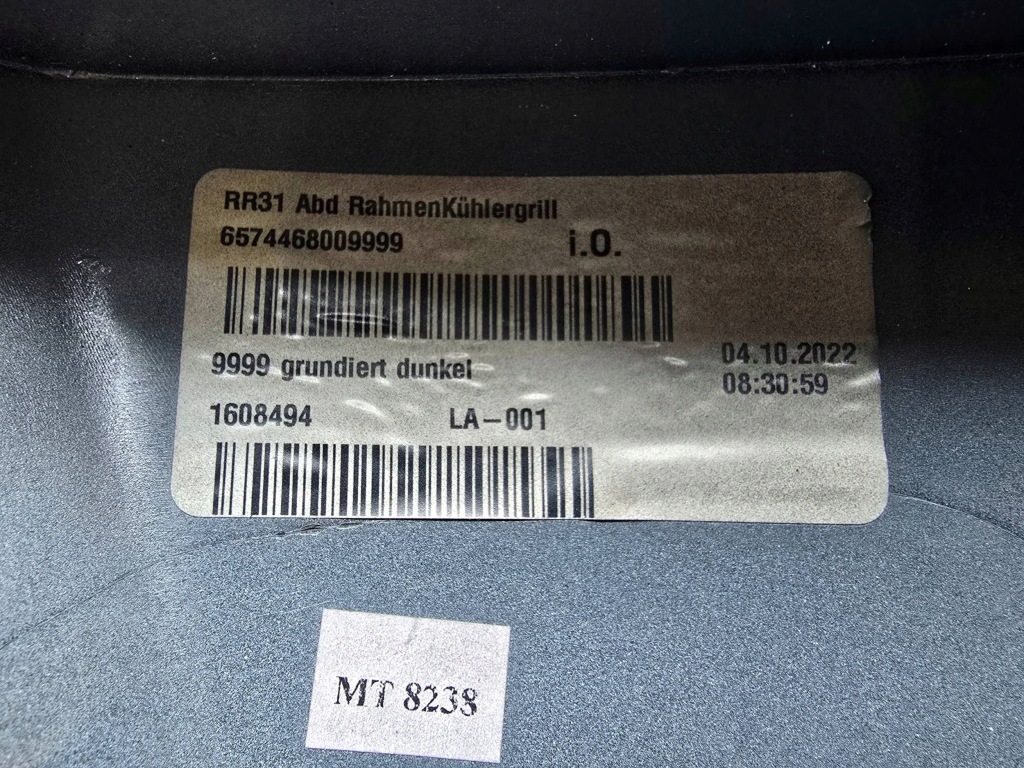 RR31 Abd RahmenKühlergrill
6574468009999 i.O.
9999 grundiert dunkel
04.10.2022
08:30:59
1608494 LA-001
MT 8238